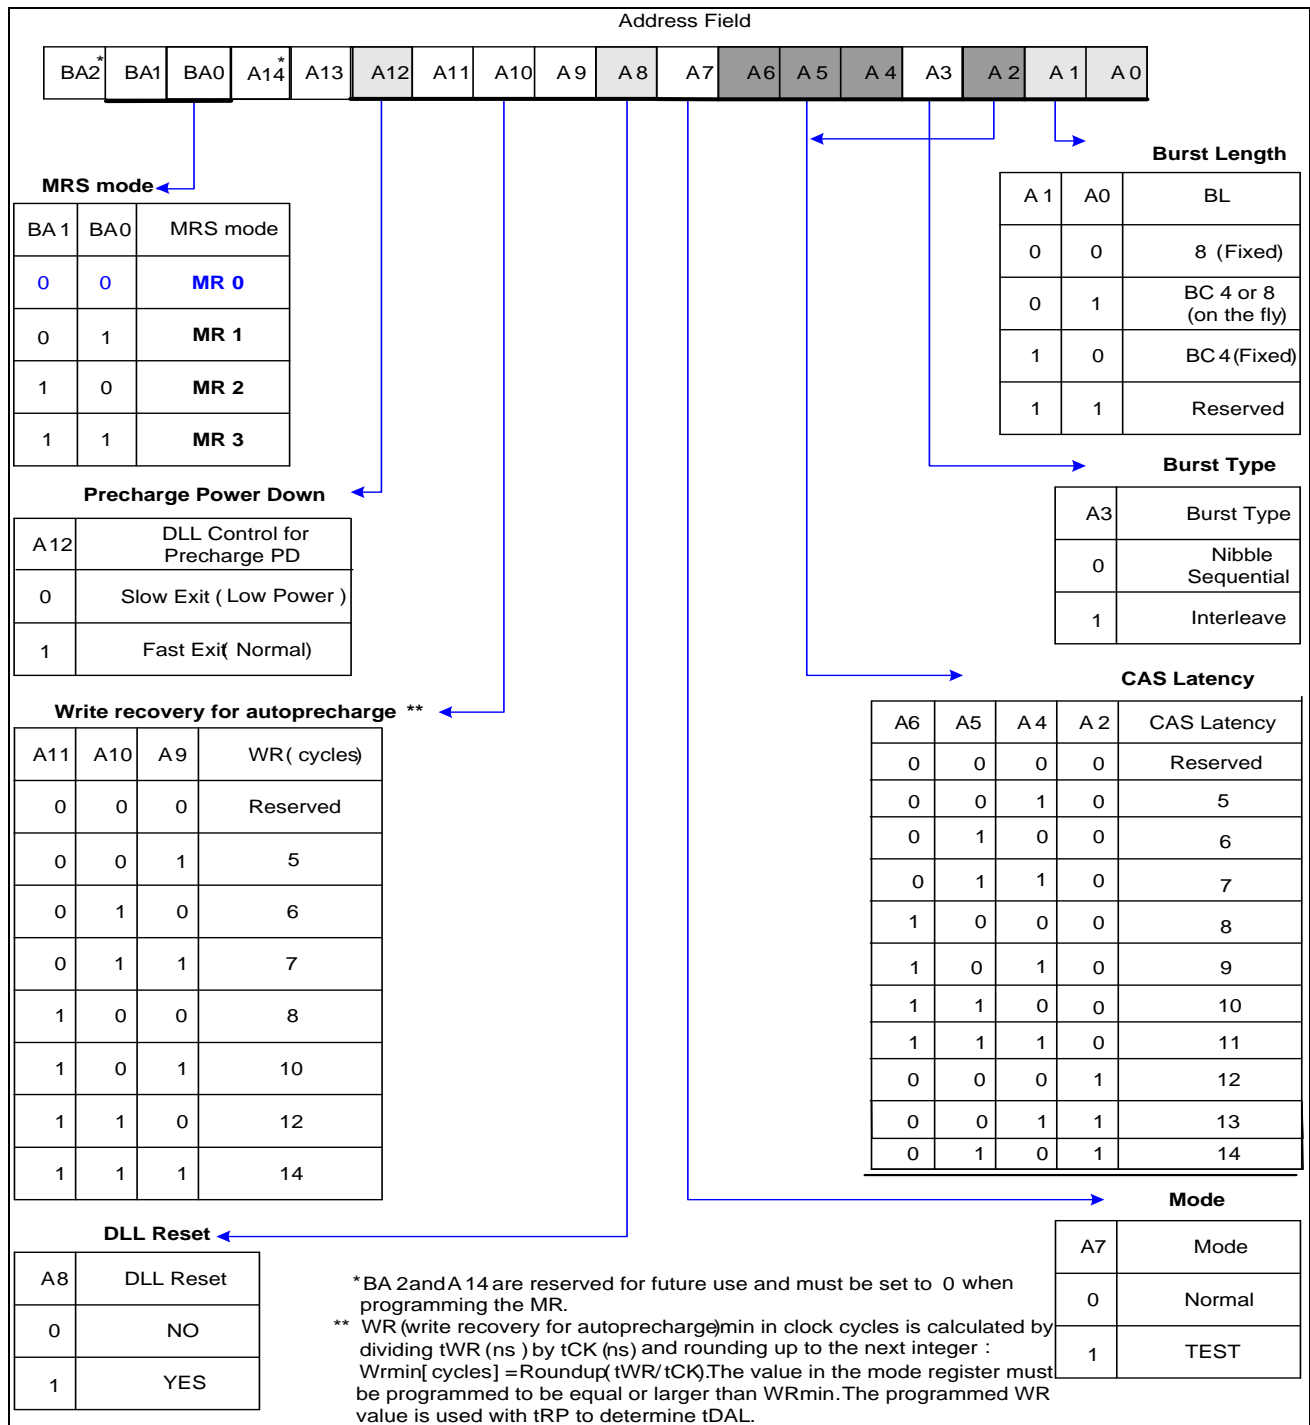 Address Field
BA2* BA1 BA0 A14* A13 A12 A11 A10 A9 A8 A7 A6 A5 A4 A3 A2 A1 A0
MRS mode
BA1 BA0 MRS mode
0 0 MR 0
0 1 MR 1
1 0 MR 2
1 1 MR 3
Burst Length
A1 A0 BL
0 0 8 (Fixed)
0 1 BC 4 or 8
(on the fly)
1 0 BC 4 (Fixed)
1 1 Reserved
Precharge Power Down
A12 DLL Control for
Precharge PD
0 Slow Exit ( Low Power )
1 Fast Exit( Normal)
Burst Type
A3 Burst Type
0 Nibble
Sequential
1 Interleave
Write recovery for autoprecharge **
A11 A10 A9 WR( cycles)
0 0 0 Reserved
0 0 1 5
0 1 0 6
0 1 1 7
1 0 0 8
1 0 1 10
1 1 0 12
1 1 1 14
CAS Latency
A6 A5 A4 A2 CAS Latency
0 0 0 0 Reserved
0 0 1 0 5
0 1 0 0 6
0 1 1 0 7
1 0 0 0 8
1 0 1 0 9
1 1 0 0 10
1 1 1 0 11
0 0 0 1 12
0 0 1 1 13
0 1 0 1 14
DLL Reset
A8 DLL Reset
0 NO
1 YES
Mode
A7 Mode
0 Normal
1 TEST
*BA 2 and A 14 are reserved for future use and must be set to 0 when
programming the MR.
** WR (write recovery for autoprecharge)min in clock cycles is calculated by
dividing tWR (ns ) by tCK (ns) and rounding up to the next integer :
Wrmin[ cycles] = Roundup( tWR/ tCK).The value in the mode register must
be programmed to be equal or larger than WRmin. The programmed WR
value is used with tRP to determine tDAL.